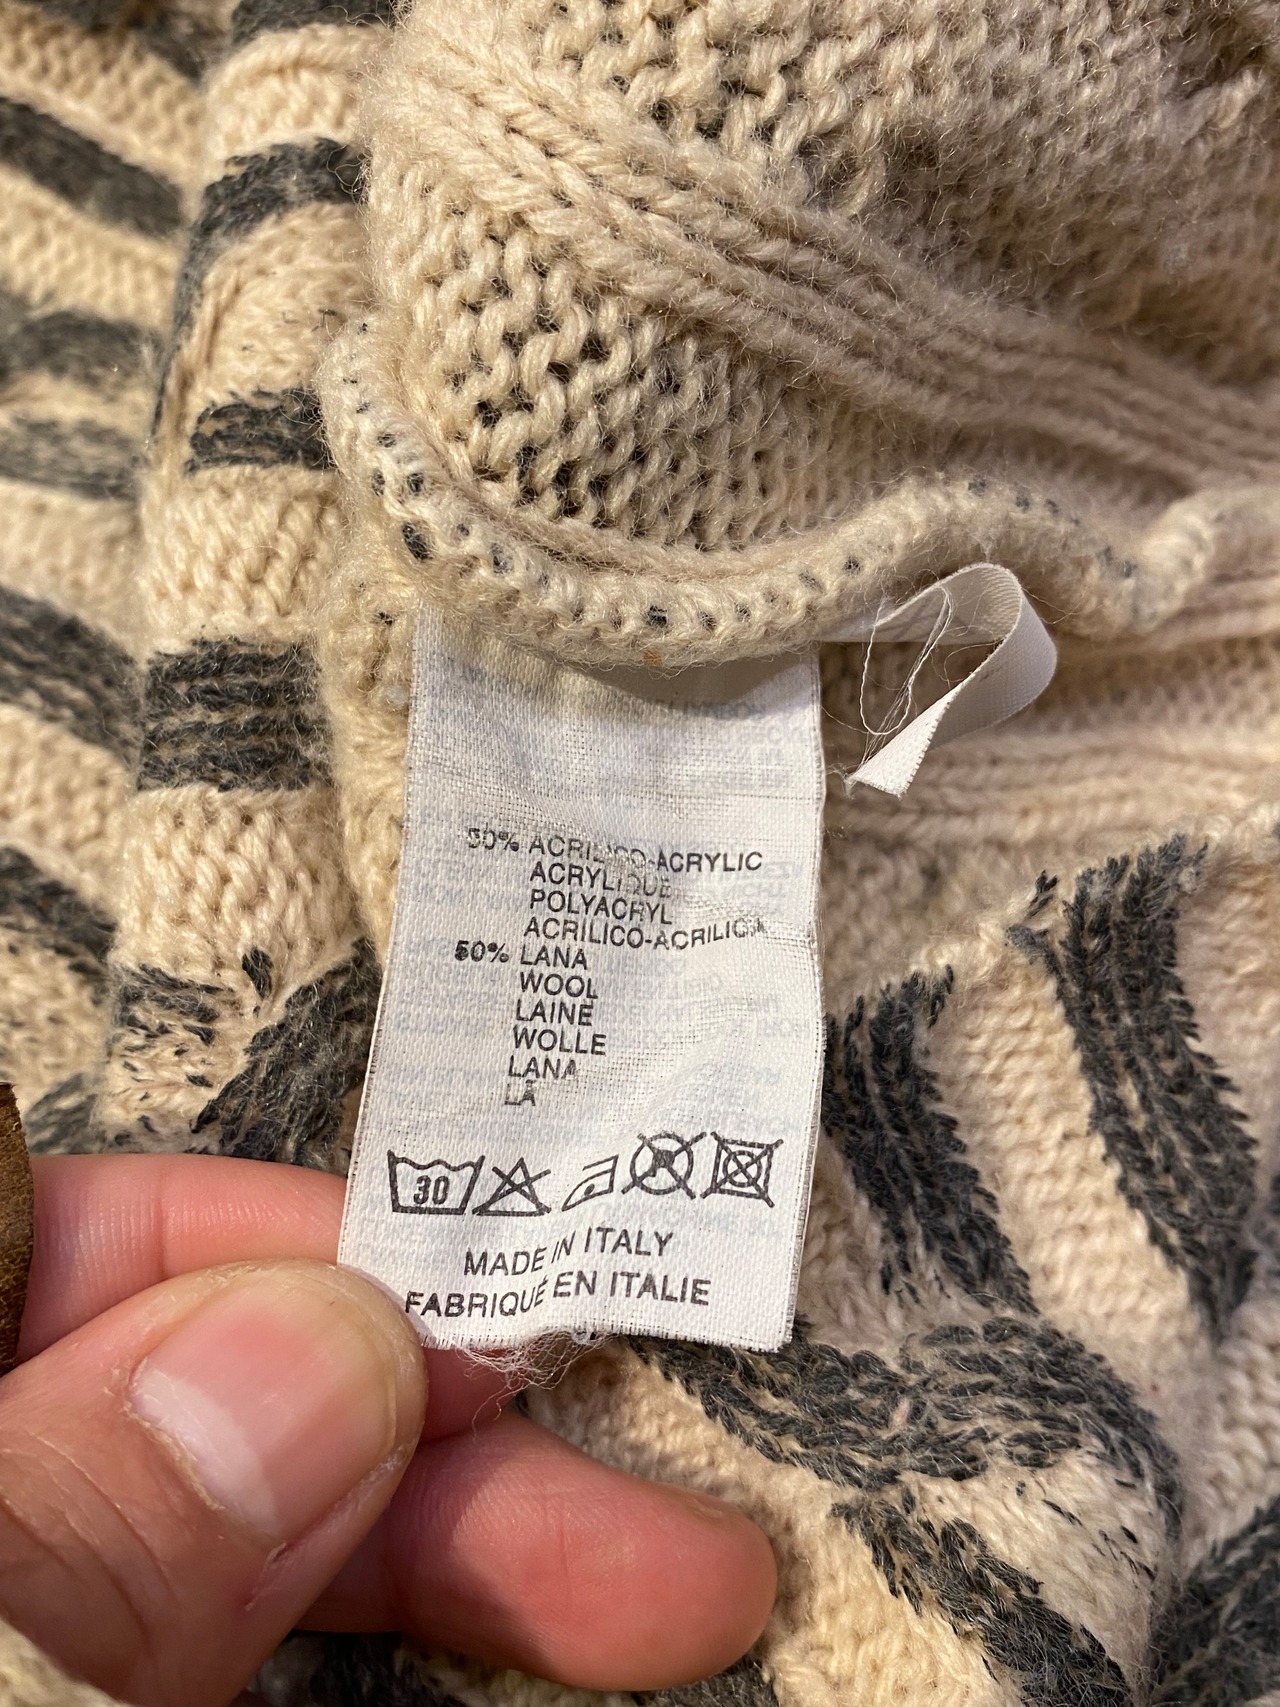 50% ACRILICO-ACRYLIC
ACRYLIQUE
POLYACRYL
ACRILICO-ACRILICA
50% LANA
WOOL
LAINE
WOLLE
LANA
LÃ
30
MADE IN ITALY
FABRIQUÉ EN ITALIE